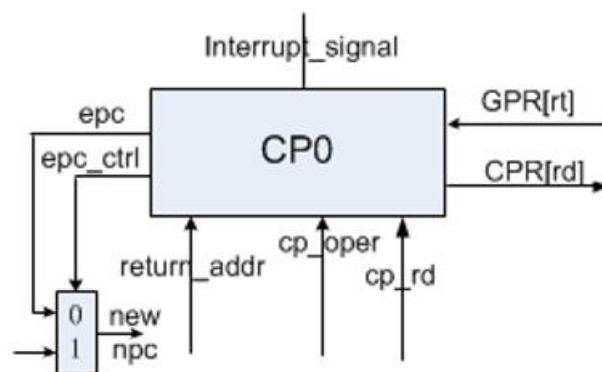 Interrupt_signal
epc
GPR[rt]
CP0
epc_ctrl
CPR[rd]
return_addr
cp_oper
cp_rd
0
new
1
npc